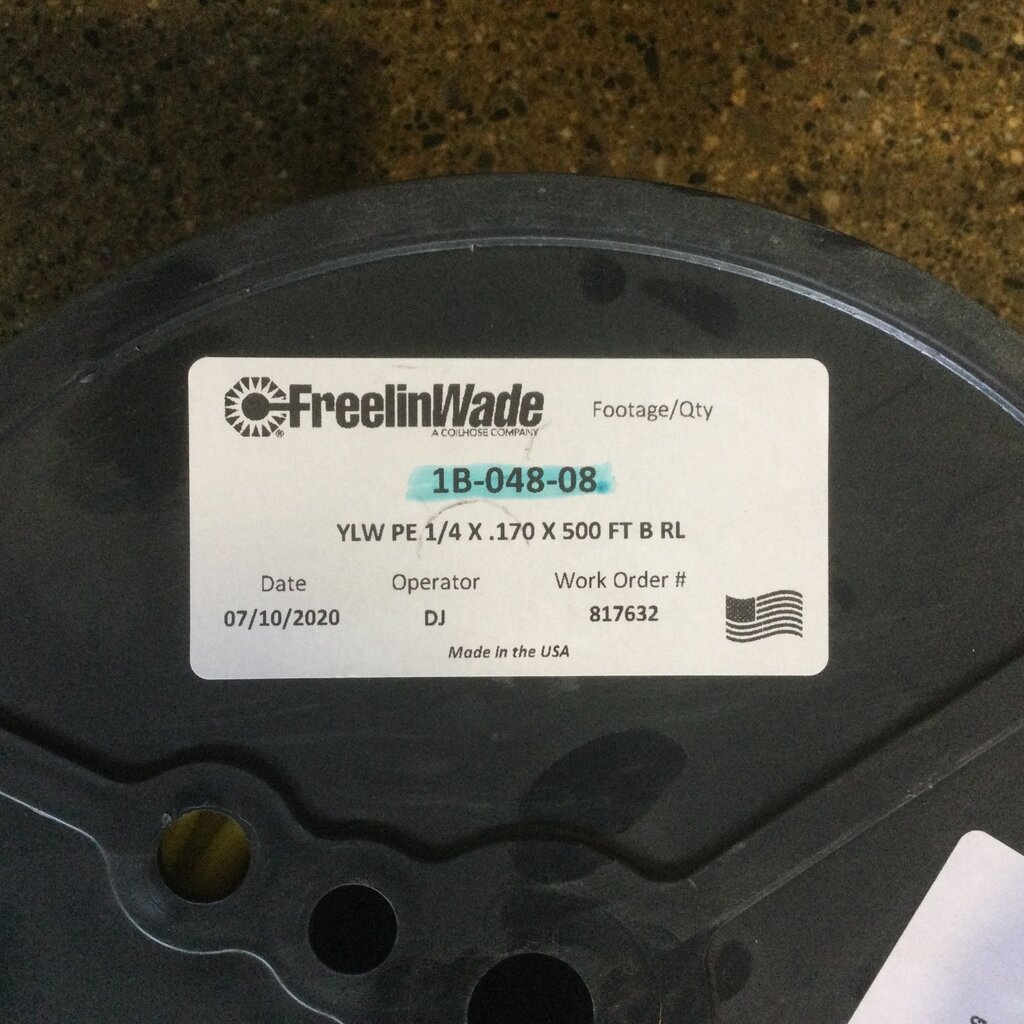 FreelinWade
A COILHOSE COMPANY
Footage/Qty
1B-048-08
YLW PE 1/4 X .170 X 500 FT B RL
Date Operator Work Order #
07/10/2020 DJ 817632
Made in the USA